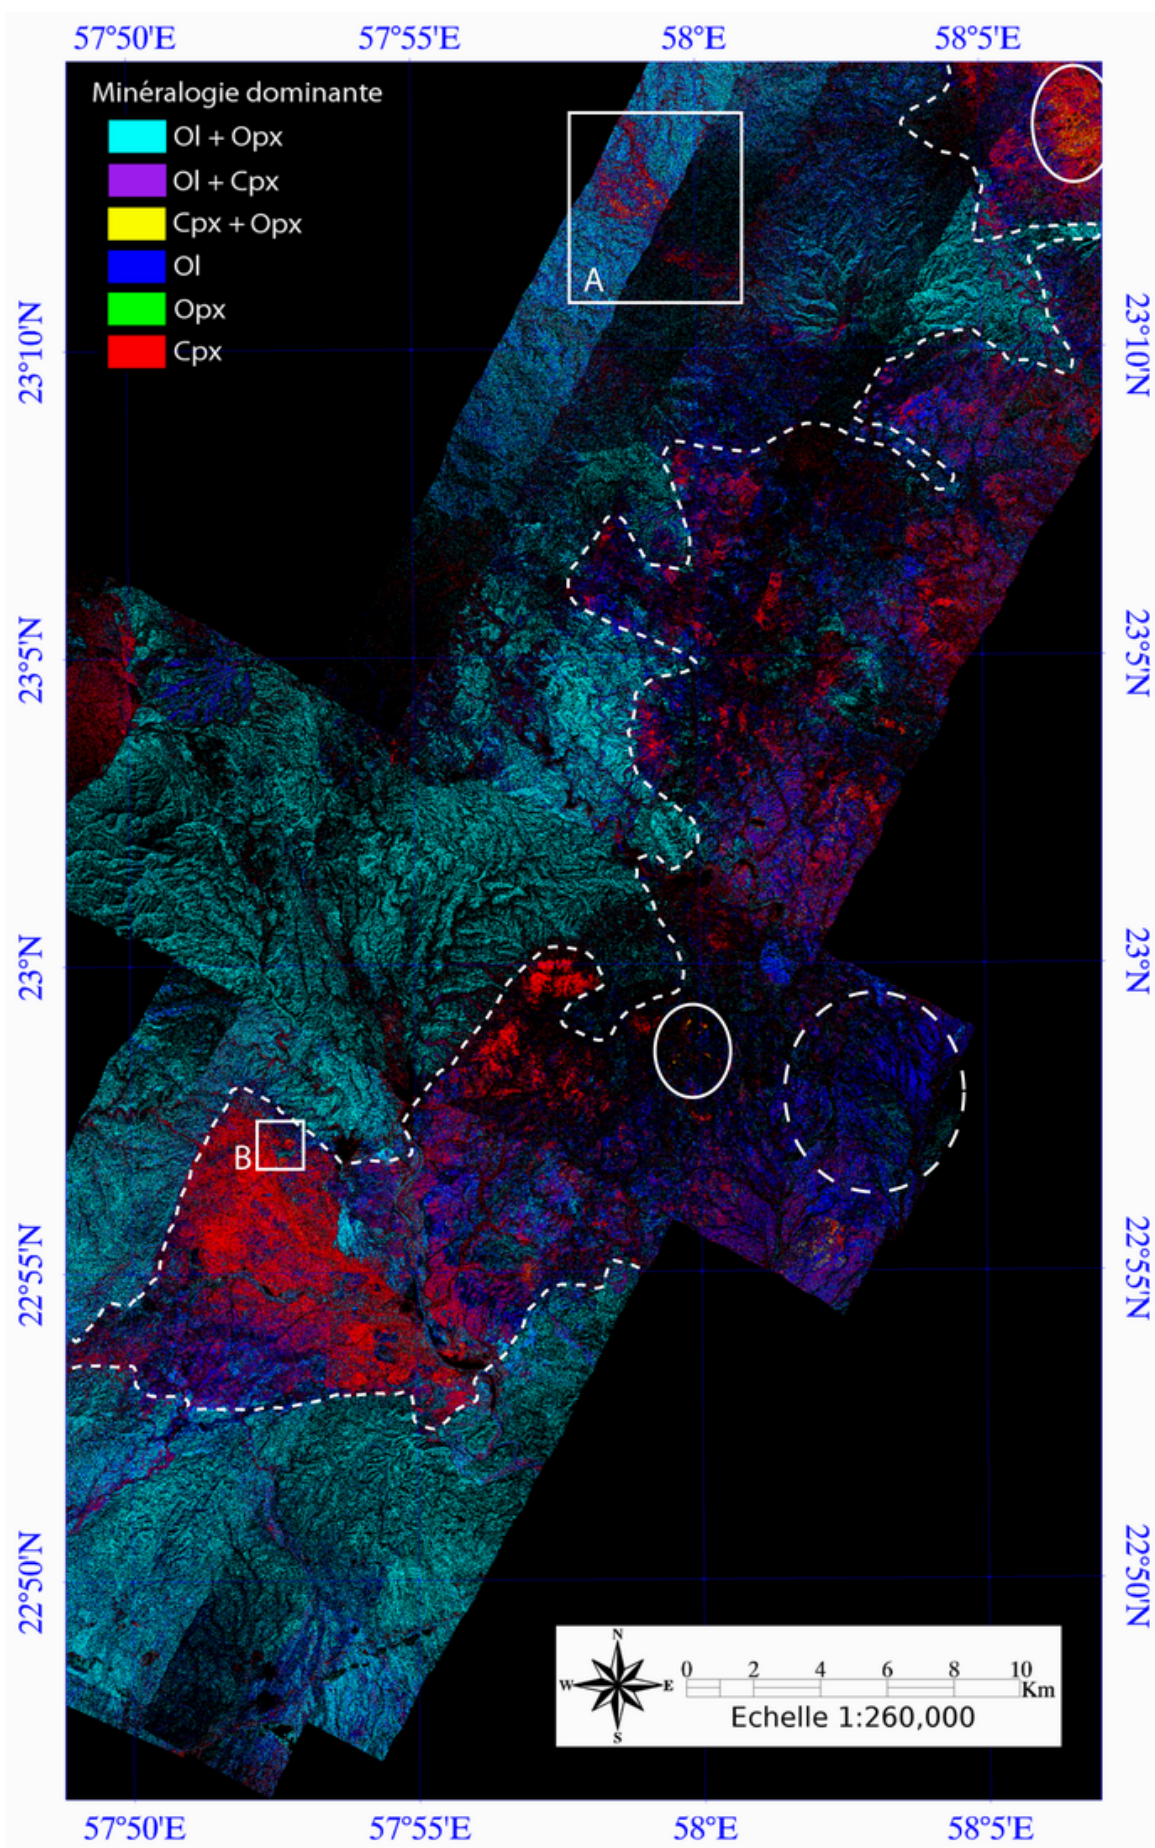 57°50'E 57°55'E 58°E 58°5'E
Minéralogie dominante
Ol + Opx
Ol + Cpx
Cpx + Opx
Ol
Opx
Cpx
A
23°10'N 23°10'N
23°5'N 23°5'N
23°N 23°N
B
22°55'N 22°55'N
22°50'N 22°50'N
N
W E
S
0 2 4 6 8 10
Km
Echelle 1:260,000
57°50'E 57°55'E 58°E 58°5'E